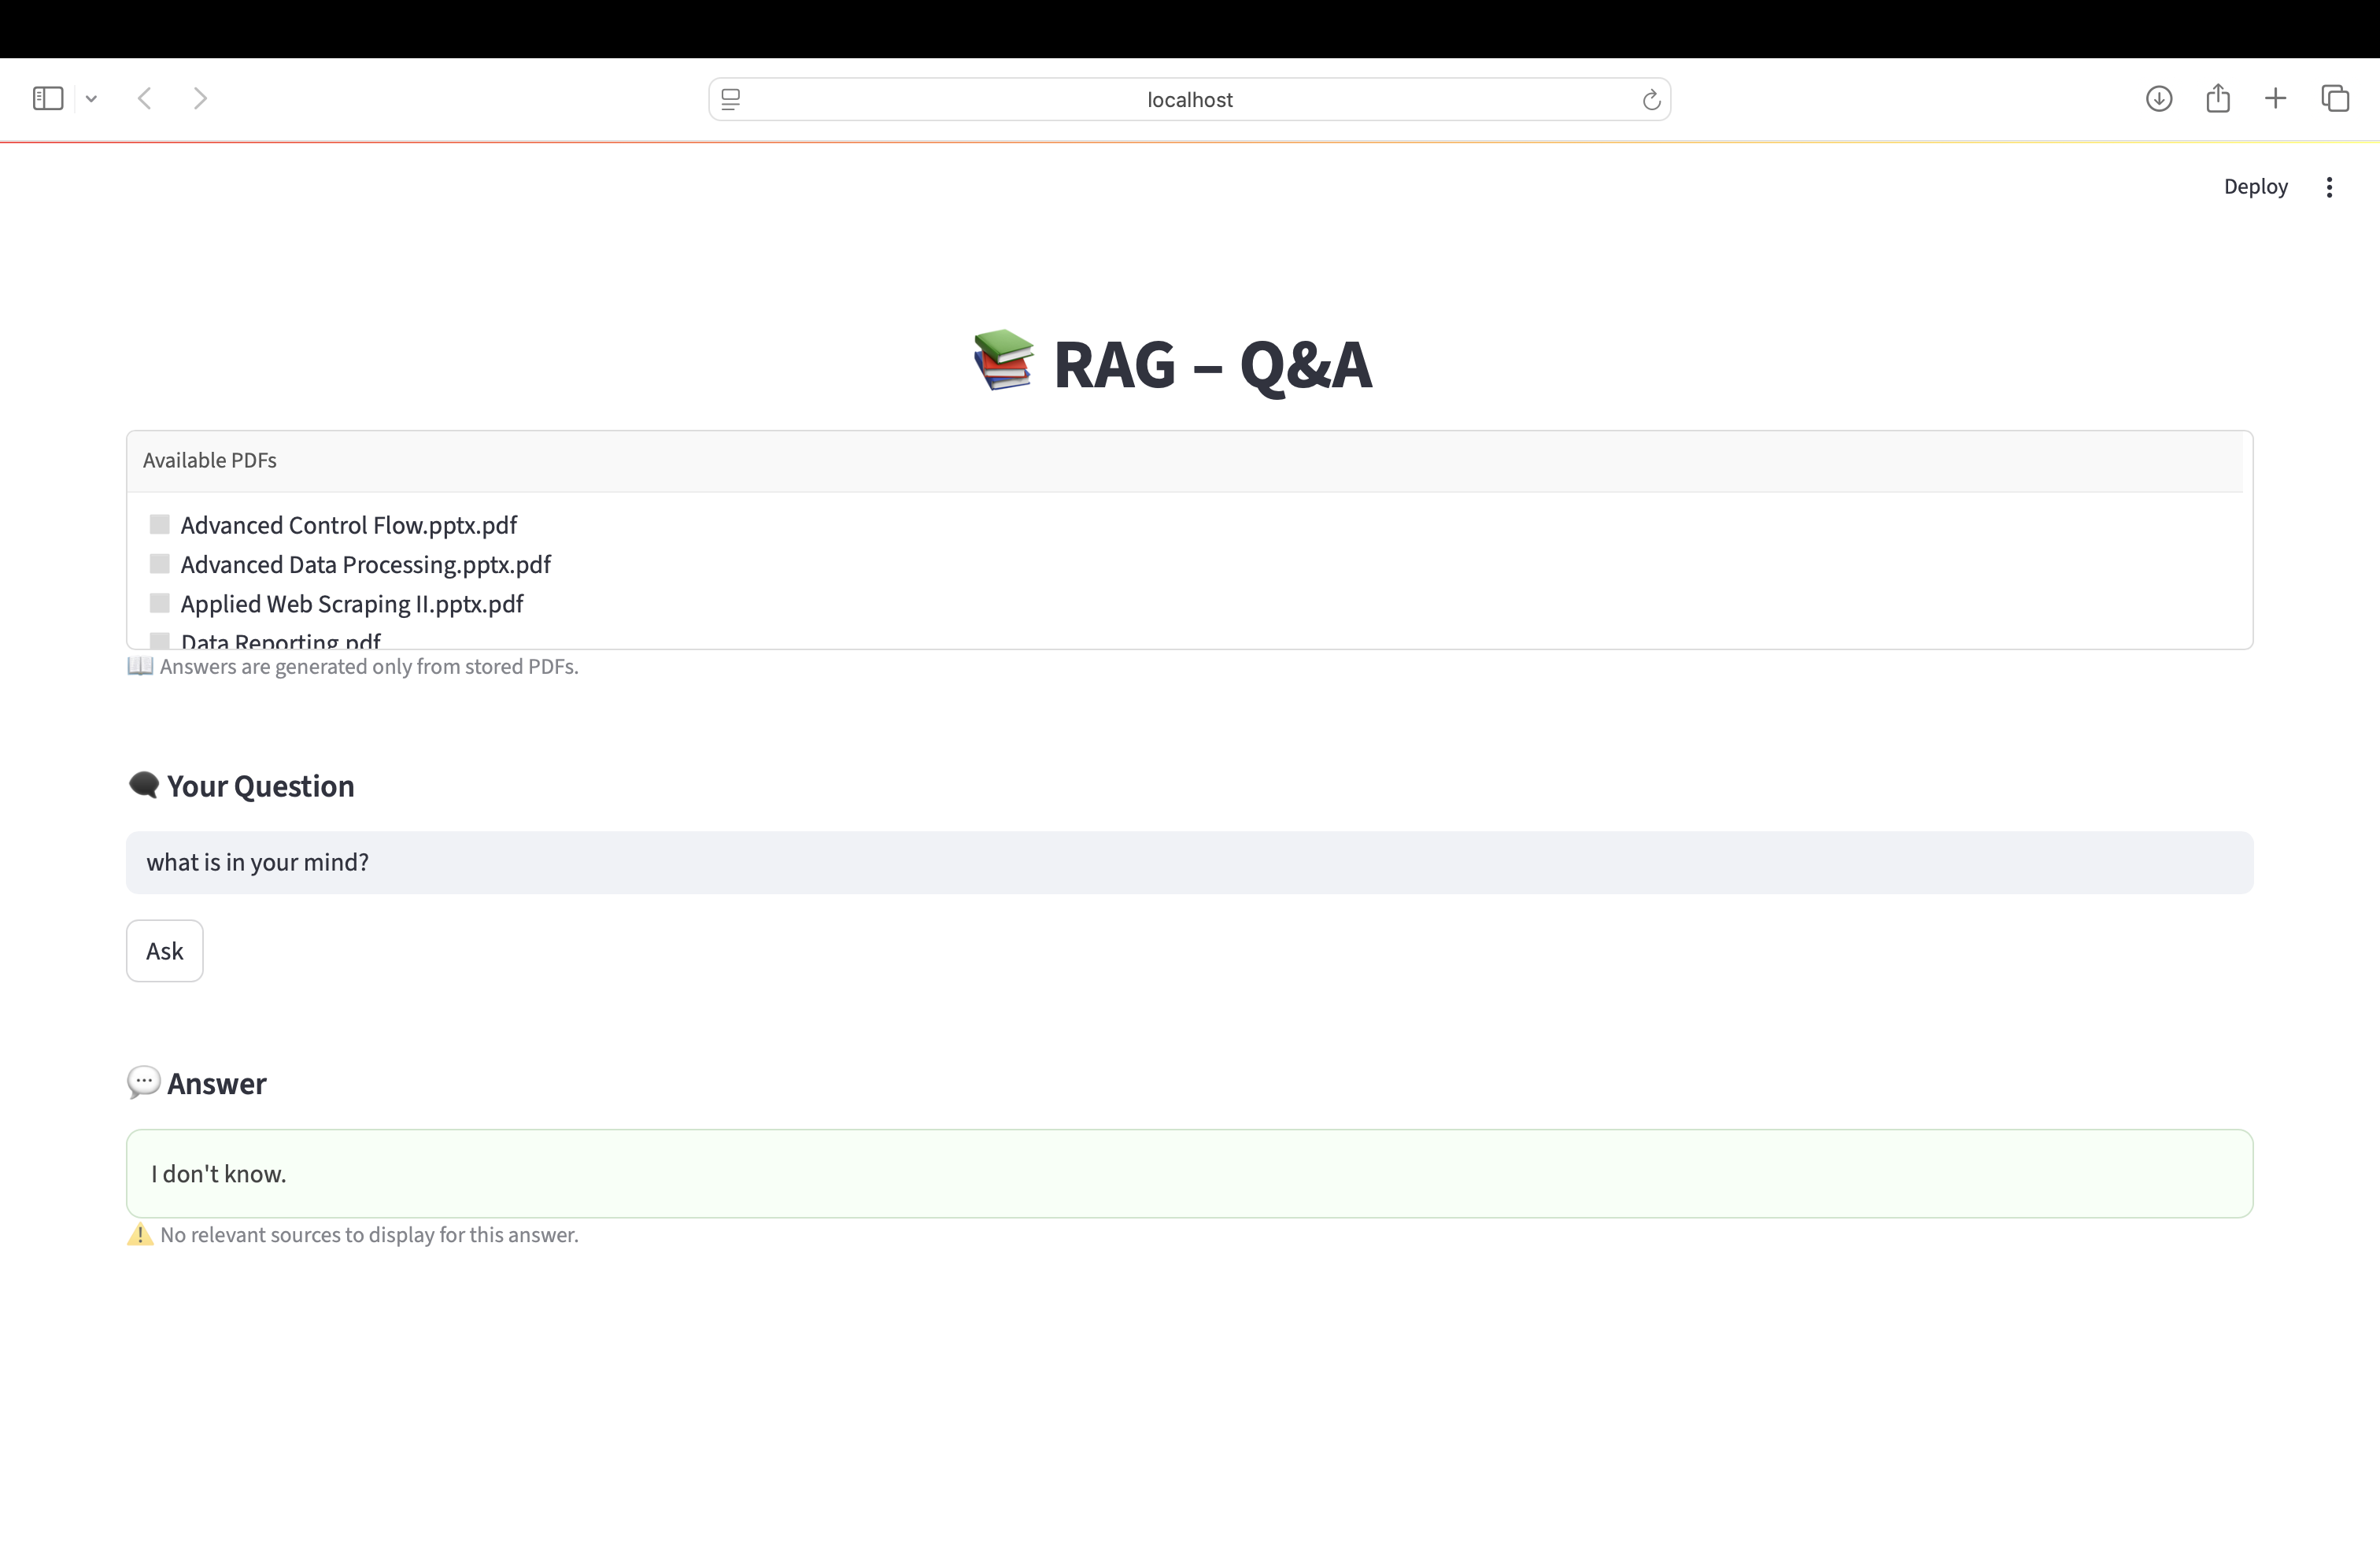 localhost
Deploy
📚 RAG – Q&A
Available PDFs
Advanced Control Flow.pptx.pdf
Advanced Data Processing.pptx.pdf
Applied Web Scraping II.pptx.pdf
Data Reporting.pdf
📖 Answers are generated only from stored PDFs.
🗨️ Your Question
what is in your mind?
Ask
💬 Answer
I don't know.
⚠️ No relevant sources to display for this answer.